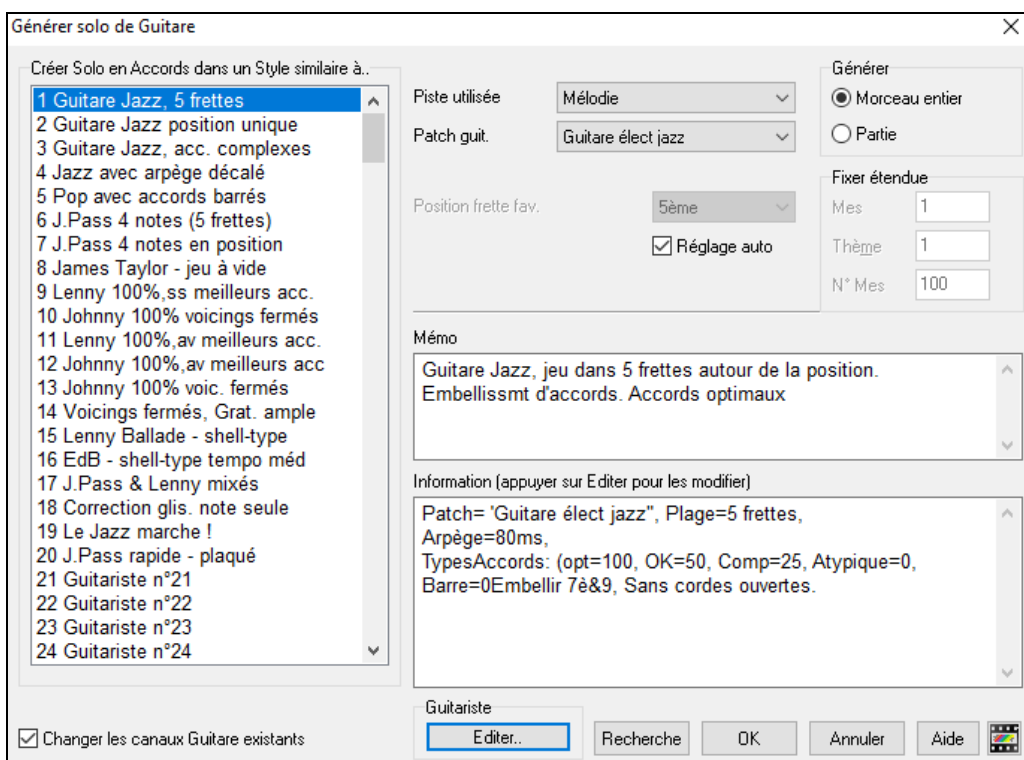 Générer solo de Guitare
Créer Solo en Accords dans un Style similaire à..
1 Guitare Jazz, 5 frettes
2 Guitare Jazz position unique
3 Guitare Jazz, acc. complexes
4 Jazz avec arpège décalé
5 Pop avec accords barrés
6 J.Pass 4 notes (5 frettes)
7 J.Pass 4 notes en position
8 James Taylor - jeu à vide
9 Lenny 100%,ss meilleurs acc.
10 Johnny 100% voicings fermés
11 Lenny 100%,av meilleurs acc.
12 Johnny 100%,av meilleurs acc
13 Johnny 100% voic. fermés
14 Voicings fermés, Grat. ample
15 Lenny Ballade - shell-type
16 EdB - shell-type tempo méd
17 J.Pass & Lenny mixés
18 Correction glis. note seule
19 Le Jazz marche !
20 J.Pass rapide - plaqué
21 Guitariste n°21
22 Guitariste n°22
23 Guitariste n°23
24 Guitariste n°24
Changer les canaux Guitare existants
Piste utilisée Mélodie
Patch guit. Guitare élect jazz
Position frette fav. 5ème
Réglage auto
Générer
Morceau entier
Partie
Fixer étendue
Mes 1
Thème 1
N° Mes 100
Mémo
Guitare Jazz, jeu dans 5 frettes autour de la position.
Embellissmt d'accords. Accords optimaux
Information (appuyer sur Editer pour les modifier)
Patch= 'Guitare élect jazz'', Plage=5 frettes,
Arpège=80ms,
TypesAccords: (opt=100, OK=50, Comp=25, Atypique=0,
Barre=0Embellir 7è&9, Sans cordes ouvertes.
Guitariste
Editer.. Recherche OK Annuler Aide